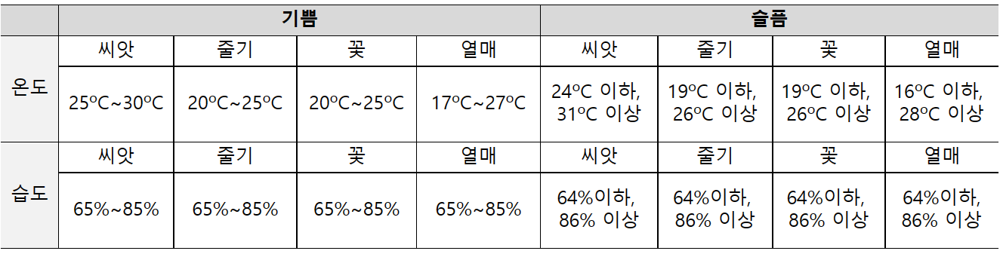 기쁨 슬픔
온도 씨앗 줄기 꽃 열매 씨앗 줄기 꽃 열매
25ºC~30ºC 20ºC~25ºC 20ºC~25ºC 17ºC~27ºC 24ºC 이하, 31ºC 이상 19ºC 이하, 26ºC 이상 19ºC 이하, 26ºC 이상 16ºC 이하, 28ºC 이상
습도 씨앗 줄기 꽃 열매 씨앗 줄기 꽃 열매
65%~85% 65%~85% 65%~85% 65%~85% 64%이하, 86% 이상 64%이하, 86% 이상 64%이하, 86% 이상 64%이하, 86% 이상